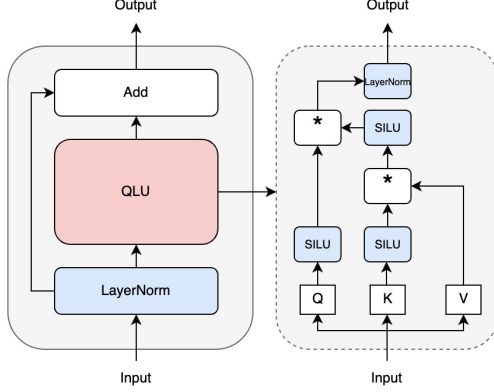 Output
Add
QLU
LayerNorm
Input
Output
LayerNorm
*
SILU
*
SILU
SILU
Q
K
V
Input